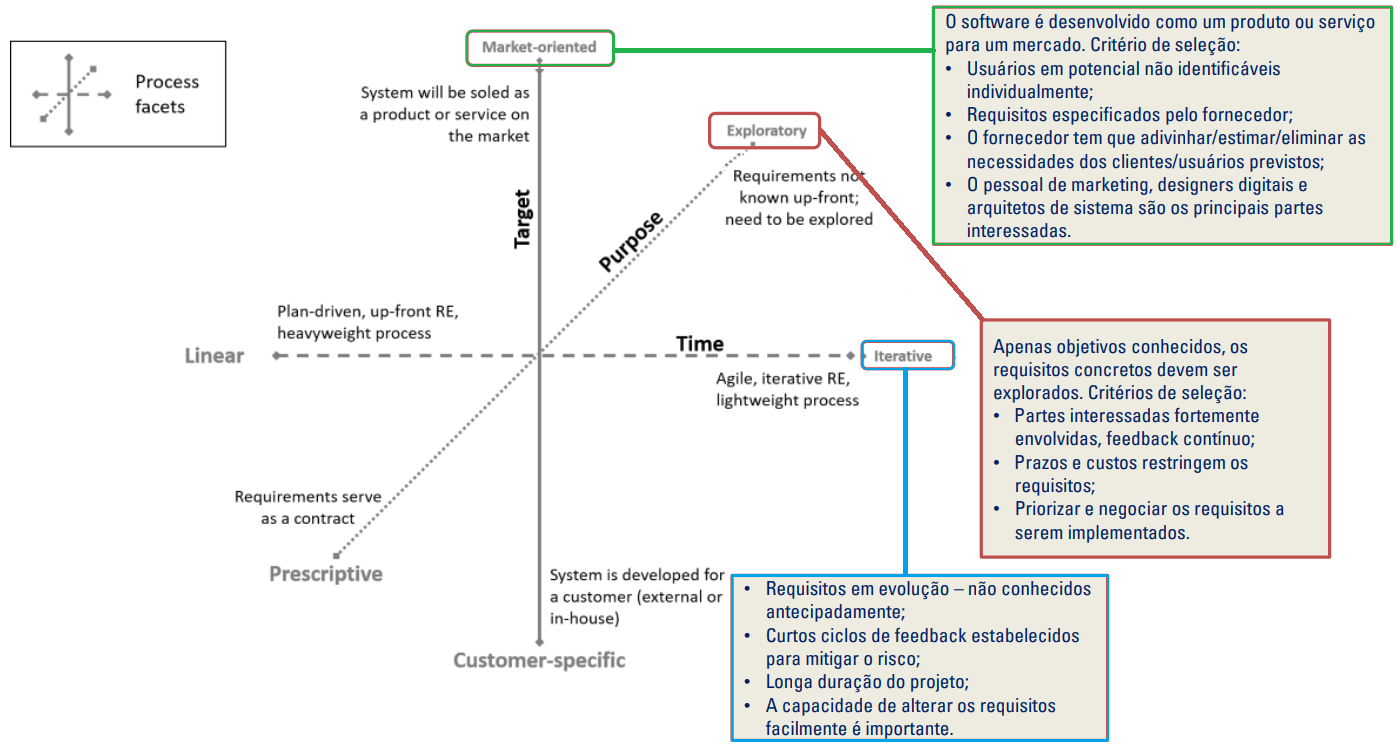 Process
facets
Market-oriented
System will be soled as
a product or service on
the market
Target
Exploratory
Requirements not
known up-front;
need to be explored
Purpose
Plan-driven, up-front RE,
heavyweight process
Linear
Time
Iterative
Agile, iterative RE,
lightweight process
Requirements serve
as a contract
Prescriptive
System is developed for
a customer (external or
in-house)
Customer-specific
O software é desenvolvido como um produto ou serviço
para um mercado. Critério de seleção:
• Usuários em potencial não identificáveis
individualmente;
• Requisitos especificados pelo fornecedor;
• O fornecedor tem que adivinhar/estimar/eliminar as
necessidades dos clientes/usuários previstos;
• O pessoal de marketing, designers digitais e
arquitetos de sistema são os principais partes
interessadas.
Apenas objetivos conhecidos, os
requisitos concretos devem ser
explorados. Critérios de seleção:
• Partes interessadas fortemente
envolvidas, feedback contínuo;
• Prazos e custos restringem os
requisitos;
• Priorizar e negociar os requisitos a
serem implementados.
• Requisitos em evolução – não conhecidos
antecipadamente;
• Curtos ciclos de feedback estabelecidos
para mitigar o risco;
• Longa duração do projeto;
• A capacidade de alterar os requisitos
facilmente é importante.